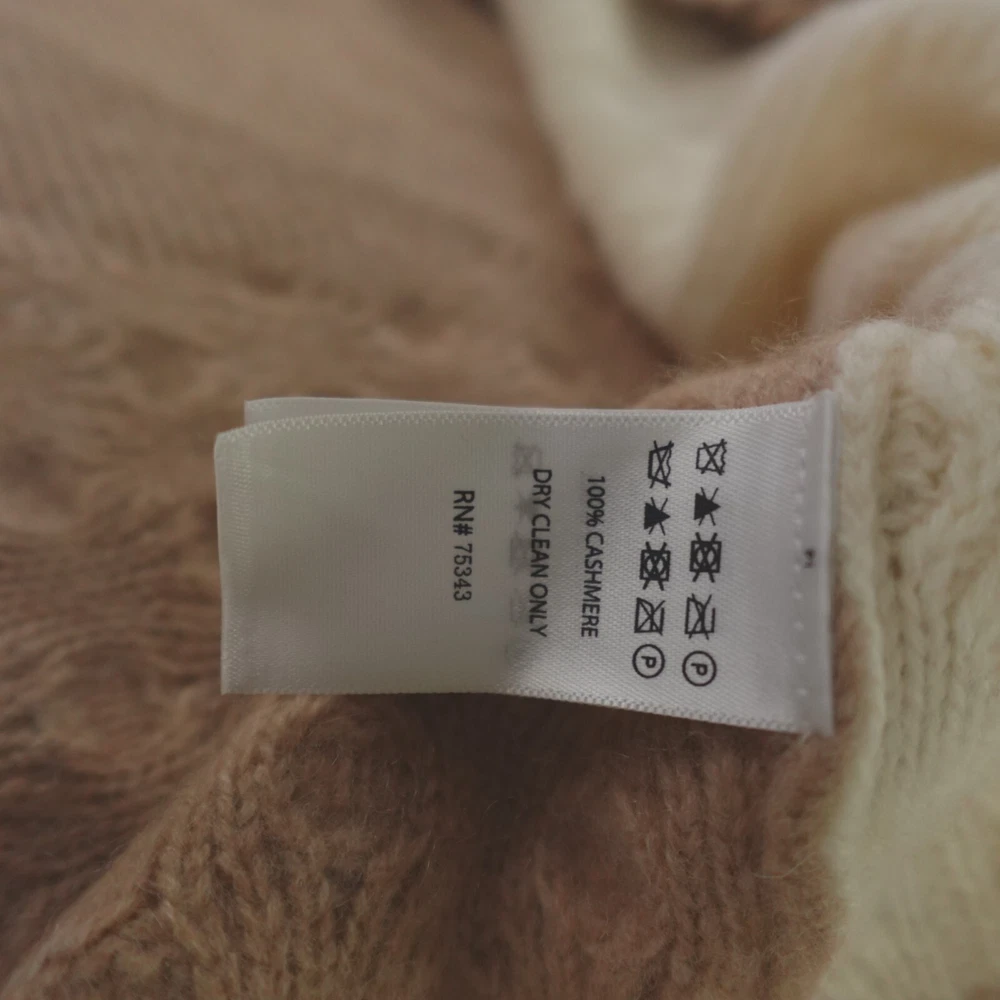 P
P
100% CASHMERE
DRY CLEAN ONLY
RN# 75343